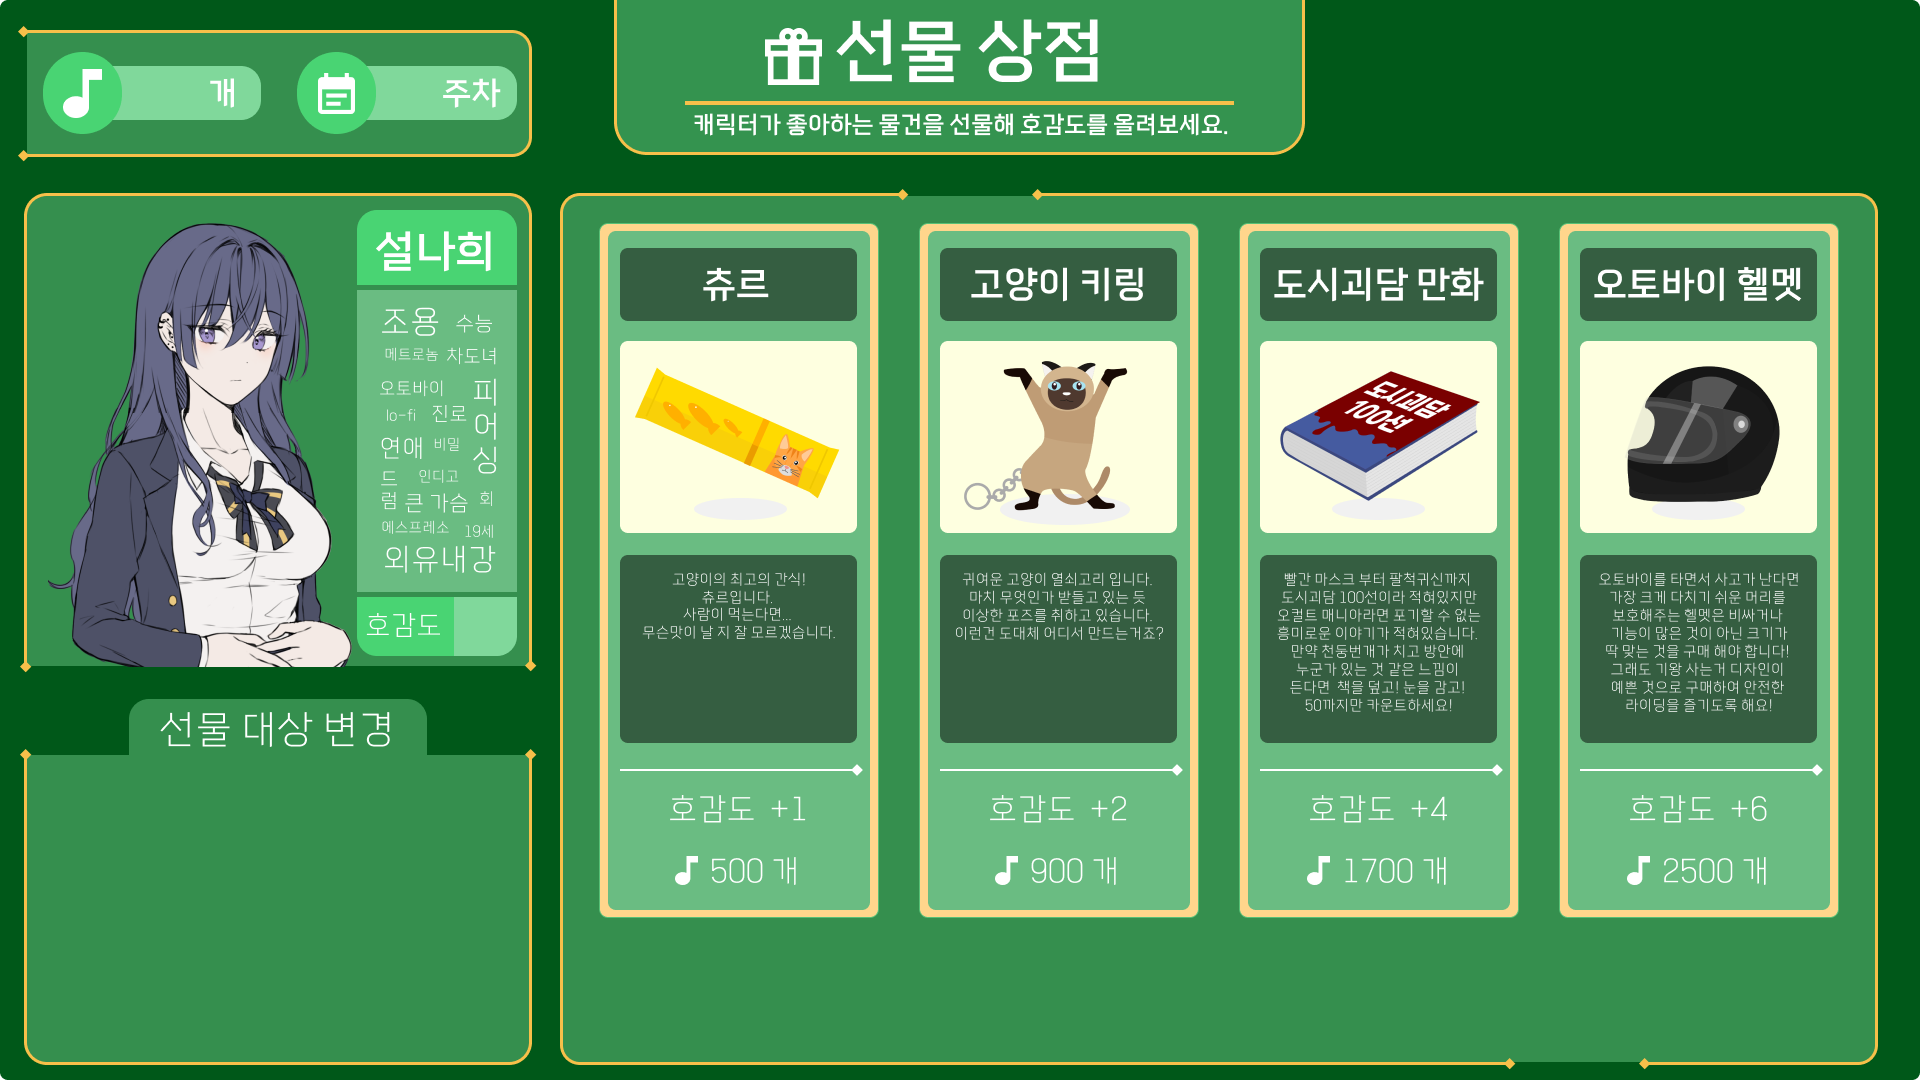 개
주차
선물 상점
캐릭터가 좋아하는 물건을 선물해 호감도를 올려보세요.
설나희
조용 수능
메트로놈 차도녀
오토바이
피어싱
lo-fi 진로
연애 비밀
드럼
인디고
큰 가슴
회
에스프레소 19세
외유내강
호감도
선물 대상 변경
츄르
고양이의 최고의 간식!
츄르입니다.
사람이 먹는다면...
무슨맛이 날 지 잘 모르겠습니다.
호감도 +1
500 개
고양이 키링
귀여운 고양이 열쇠고리 입니다.
마치 무엇인가 받들고 있는 듯
이상한 포즈를 취하고 있습니다.
이런건 도대체 어디서 만드는거죠?
호감도 +2
900 개
도시괴담 만화
도시괴담
100선
빨간 마스크 부터 팔척귀신까지
도시괴담 100선이라 적혀있지만
오컬트 매니아라면 포기할 수 없는
흥미로운 이야기가 적혀있습니다.
만약 천둥번개가 치고 방안에
누군가 있는 것 같은 느낌이
든다면 책을 덮고! 눈을 감고!
50까지만 카운트하세요!
호감도 +4
1700 개
오토바이 헬멧
오토바이를 타면서 사고가 난다면
가장 크게 다치기 쉬운 머리를
보호해주는 헬멧은 비싸거나
기능이 많은 것이 아닌 크기가
딱 맞는 것을 구매 해야 합니다!
그래도 기왕 사는거 디자인이
예쁜 것으로 구매하여 안전한
라이딩을 즐기도록 해요!
호감도 +6
2500 개